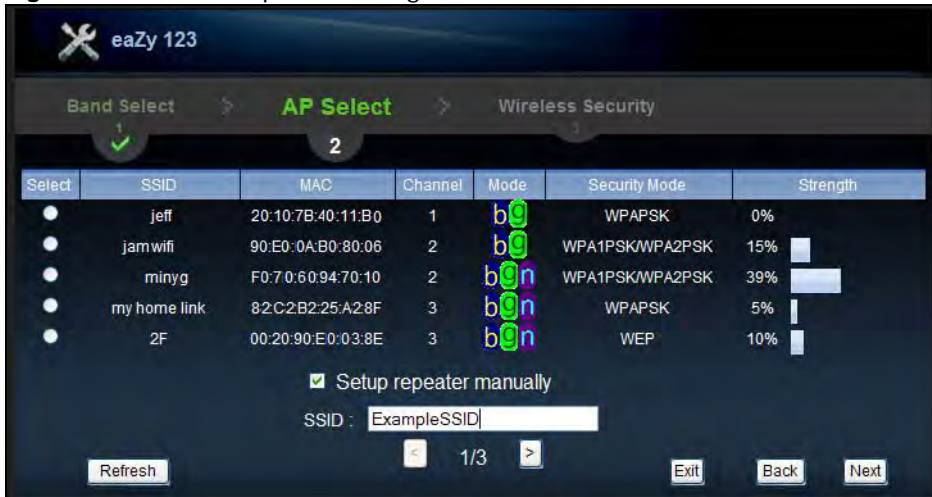 eaZy 123
Band Select > AP Select > Wireless Security
1 2 3
Select SSID MAC Channel Mode Security Mode Strength
jeff 20:10:7B:40:11:B0 1 bg WPAPSK 0%
jamwifi 90:E0:0A:B0:80:06 2 bg WPA1PSK/WPA2PSK 15%
minyg F0:70:60:94:70:10 2 bgn WPA1PSK/WPA2PSK 39%
my home link 82:C2:B2:25:A2:8F 3 bgn WPAPSK 5%
2F 00:20:90:E0:03:8E 3 bgn WEP 10%
Setup repeater manually
SSID : ExampleSSID
< 1/3 >
Refresh Exit Back Next